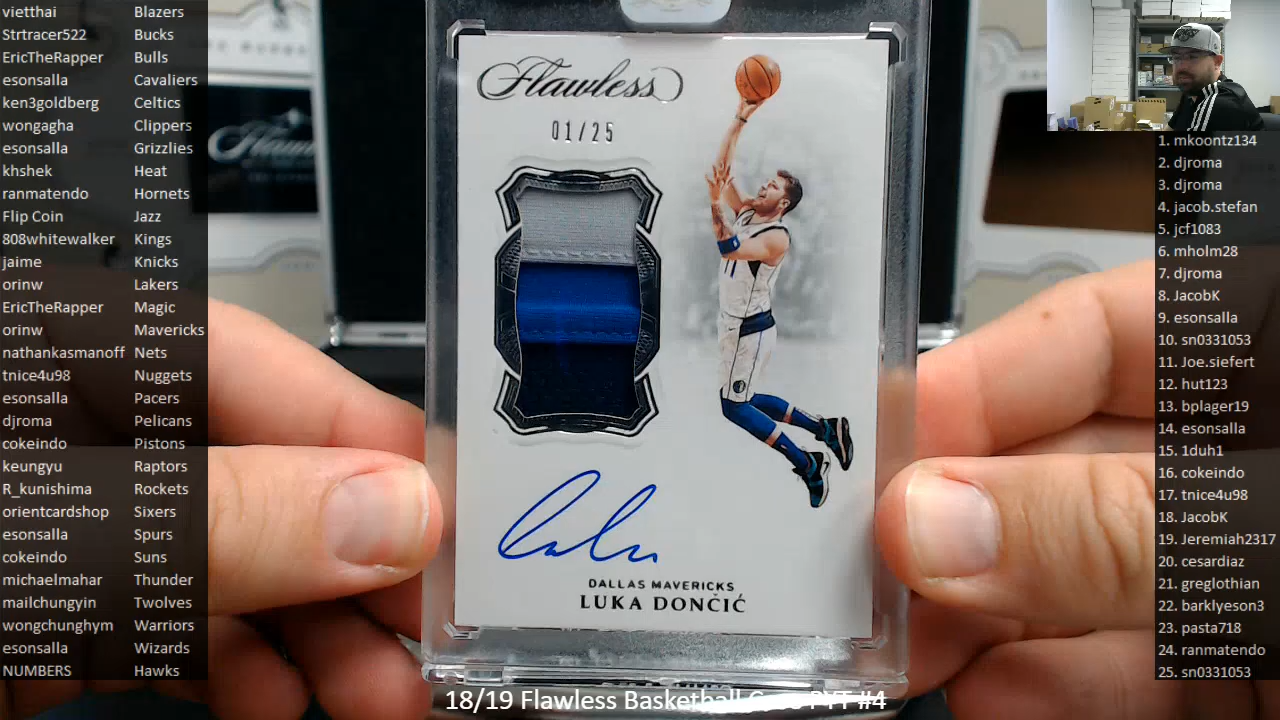 vietthai Blazers
Strtracer522 Bucks
EricTheRapper Bulls
esonsalla Cavaliers
ken3goldberg Celtics
wongagha Clippers
esonsalla Grizzlies
khshek Heat
ranmatendo Hornets
Flip Coin Jazz
808whitewalker Kings
jaime Knicks
orinw Lakers
EricTheRapper Magic
orinw Mavericks
nathankasmanoff Nets
tnice4u98 Nuggets
esonsalla Pacers
djroma Pelicans
cokeindo Pistons
keungyu Raptors
R_kunishima Rockets
orientcardshop Sixers
esonsalla Spurs
cokeindo Suns
michaelmahar Thunder
mailchungyin Twolves
wongchunghym Warriors
esonsalla Wizards
NUMBERS Hawks
Flawless
Flawless
01/25
11
Luka
DALLAS MAVERICKS
LUKA DONČIĆ
18/19 Flawless Basketball PYT #4
1. mkoontz134
2. djroma
3. djroma
4. jacob.stefan
5. jcf1083
6. mholm28
7. djroma
8. JacobK
9. esonsalla
10. sn0331053
11. Joe.siefert
12. hut123
13. bplager19
14. esonsalla
15. 1duh1
16. cokeindo
17. tnice4u98
18. JacobK
19. Jeremiah2317
20. cesardiaz
21. greglothian
22. barklyeson3
23. pasta718
24. ranmatendo
25. sn0331053